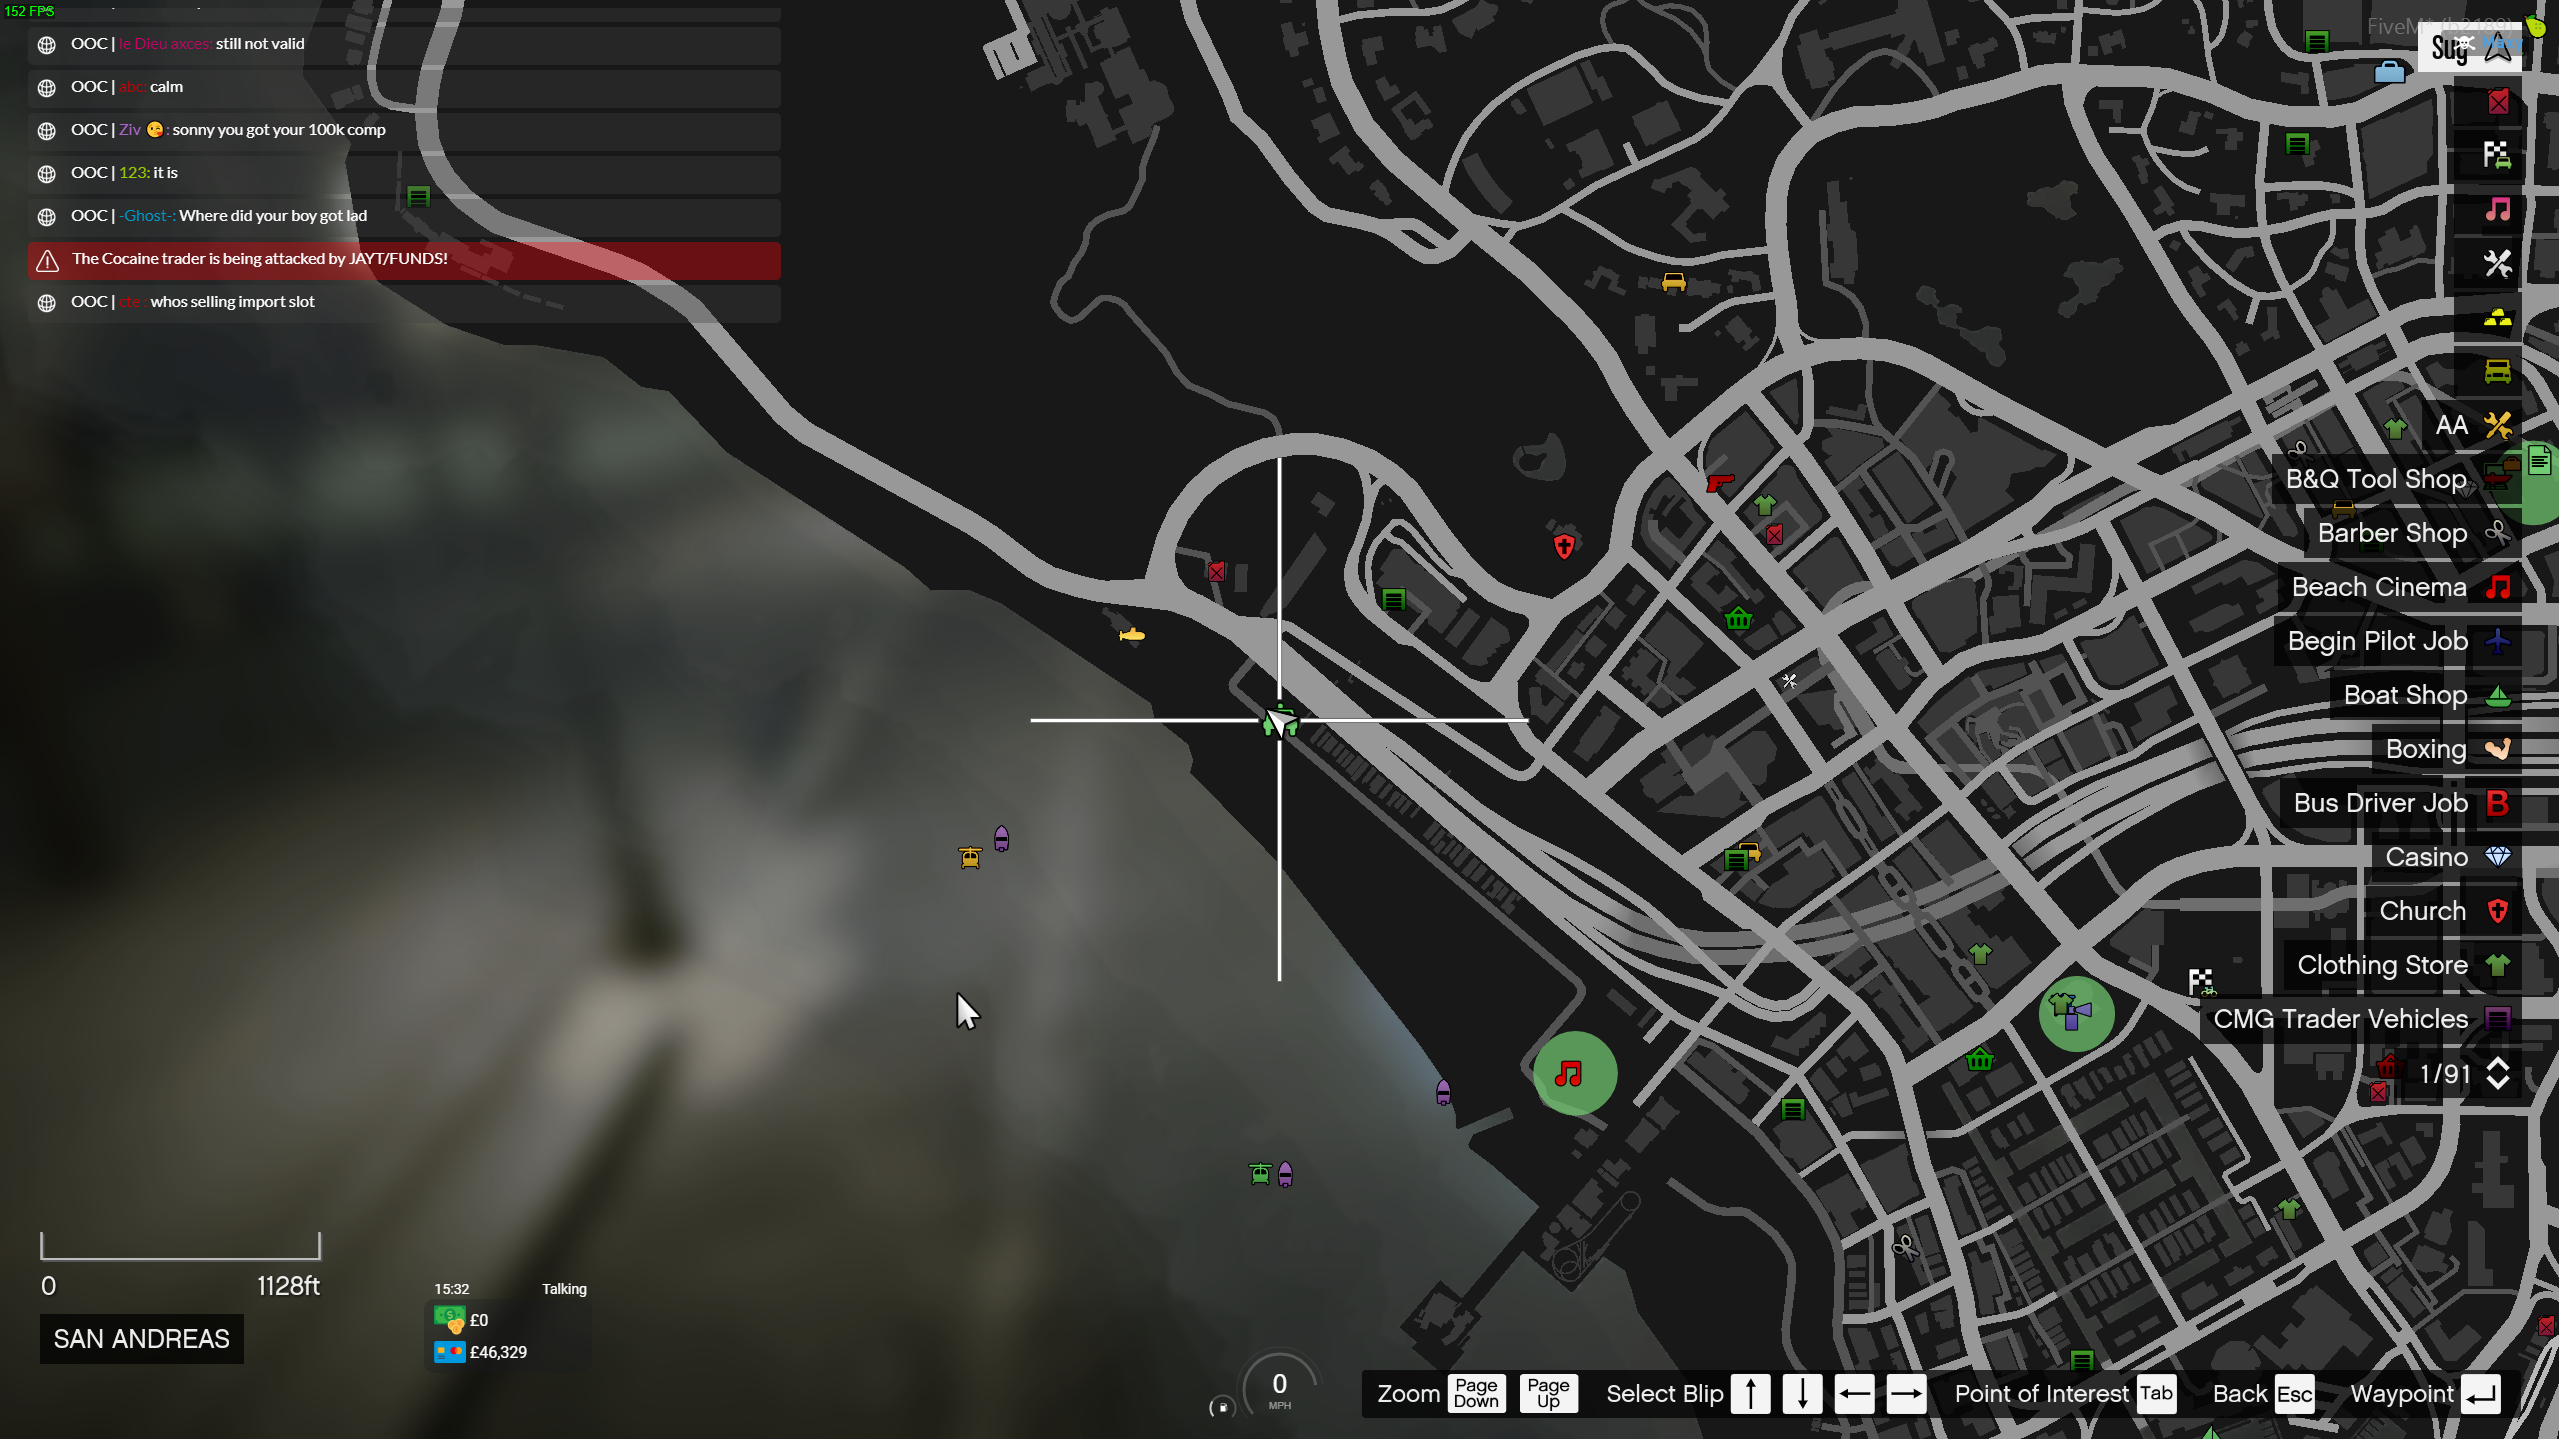 152 FPS
OOC | le Dieu axces: still not valid
OOC | abc: calm
OOC | Ziv 😘: sonny you got your 100k comp
OOC | 123: it is
OOC | -Ghost-: Where did your boy got lad
The Cocaine trader is being attacked by JAYT/FUNDS!
OOC | cte : whos selling import slot
Sug
AA
B&Q Tool Shop
Barber Shop
Beach Cinema
Begin Pilot Job
Boat Shop
Boxing
Bus Driver Job B
Casino
Church
Clothing Store
CMG Trader Vehicles
1/91
0 1128ft
SAN ANDREAS
15:32 Talking
£0
£46,329
0
MPH
Zoom Page Down Page Up Select Blip ↑ ↓ ← → Point of Interest Tab Back Esc Waypoint